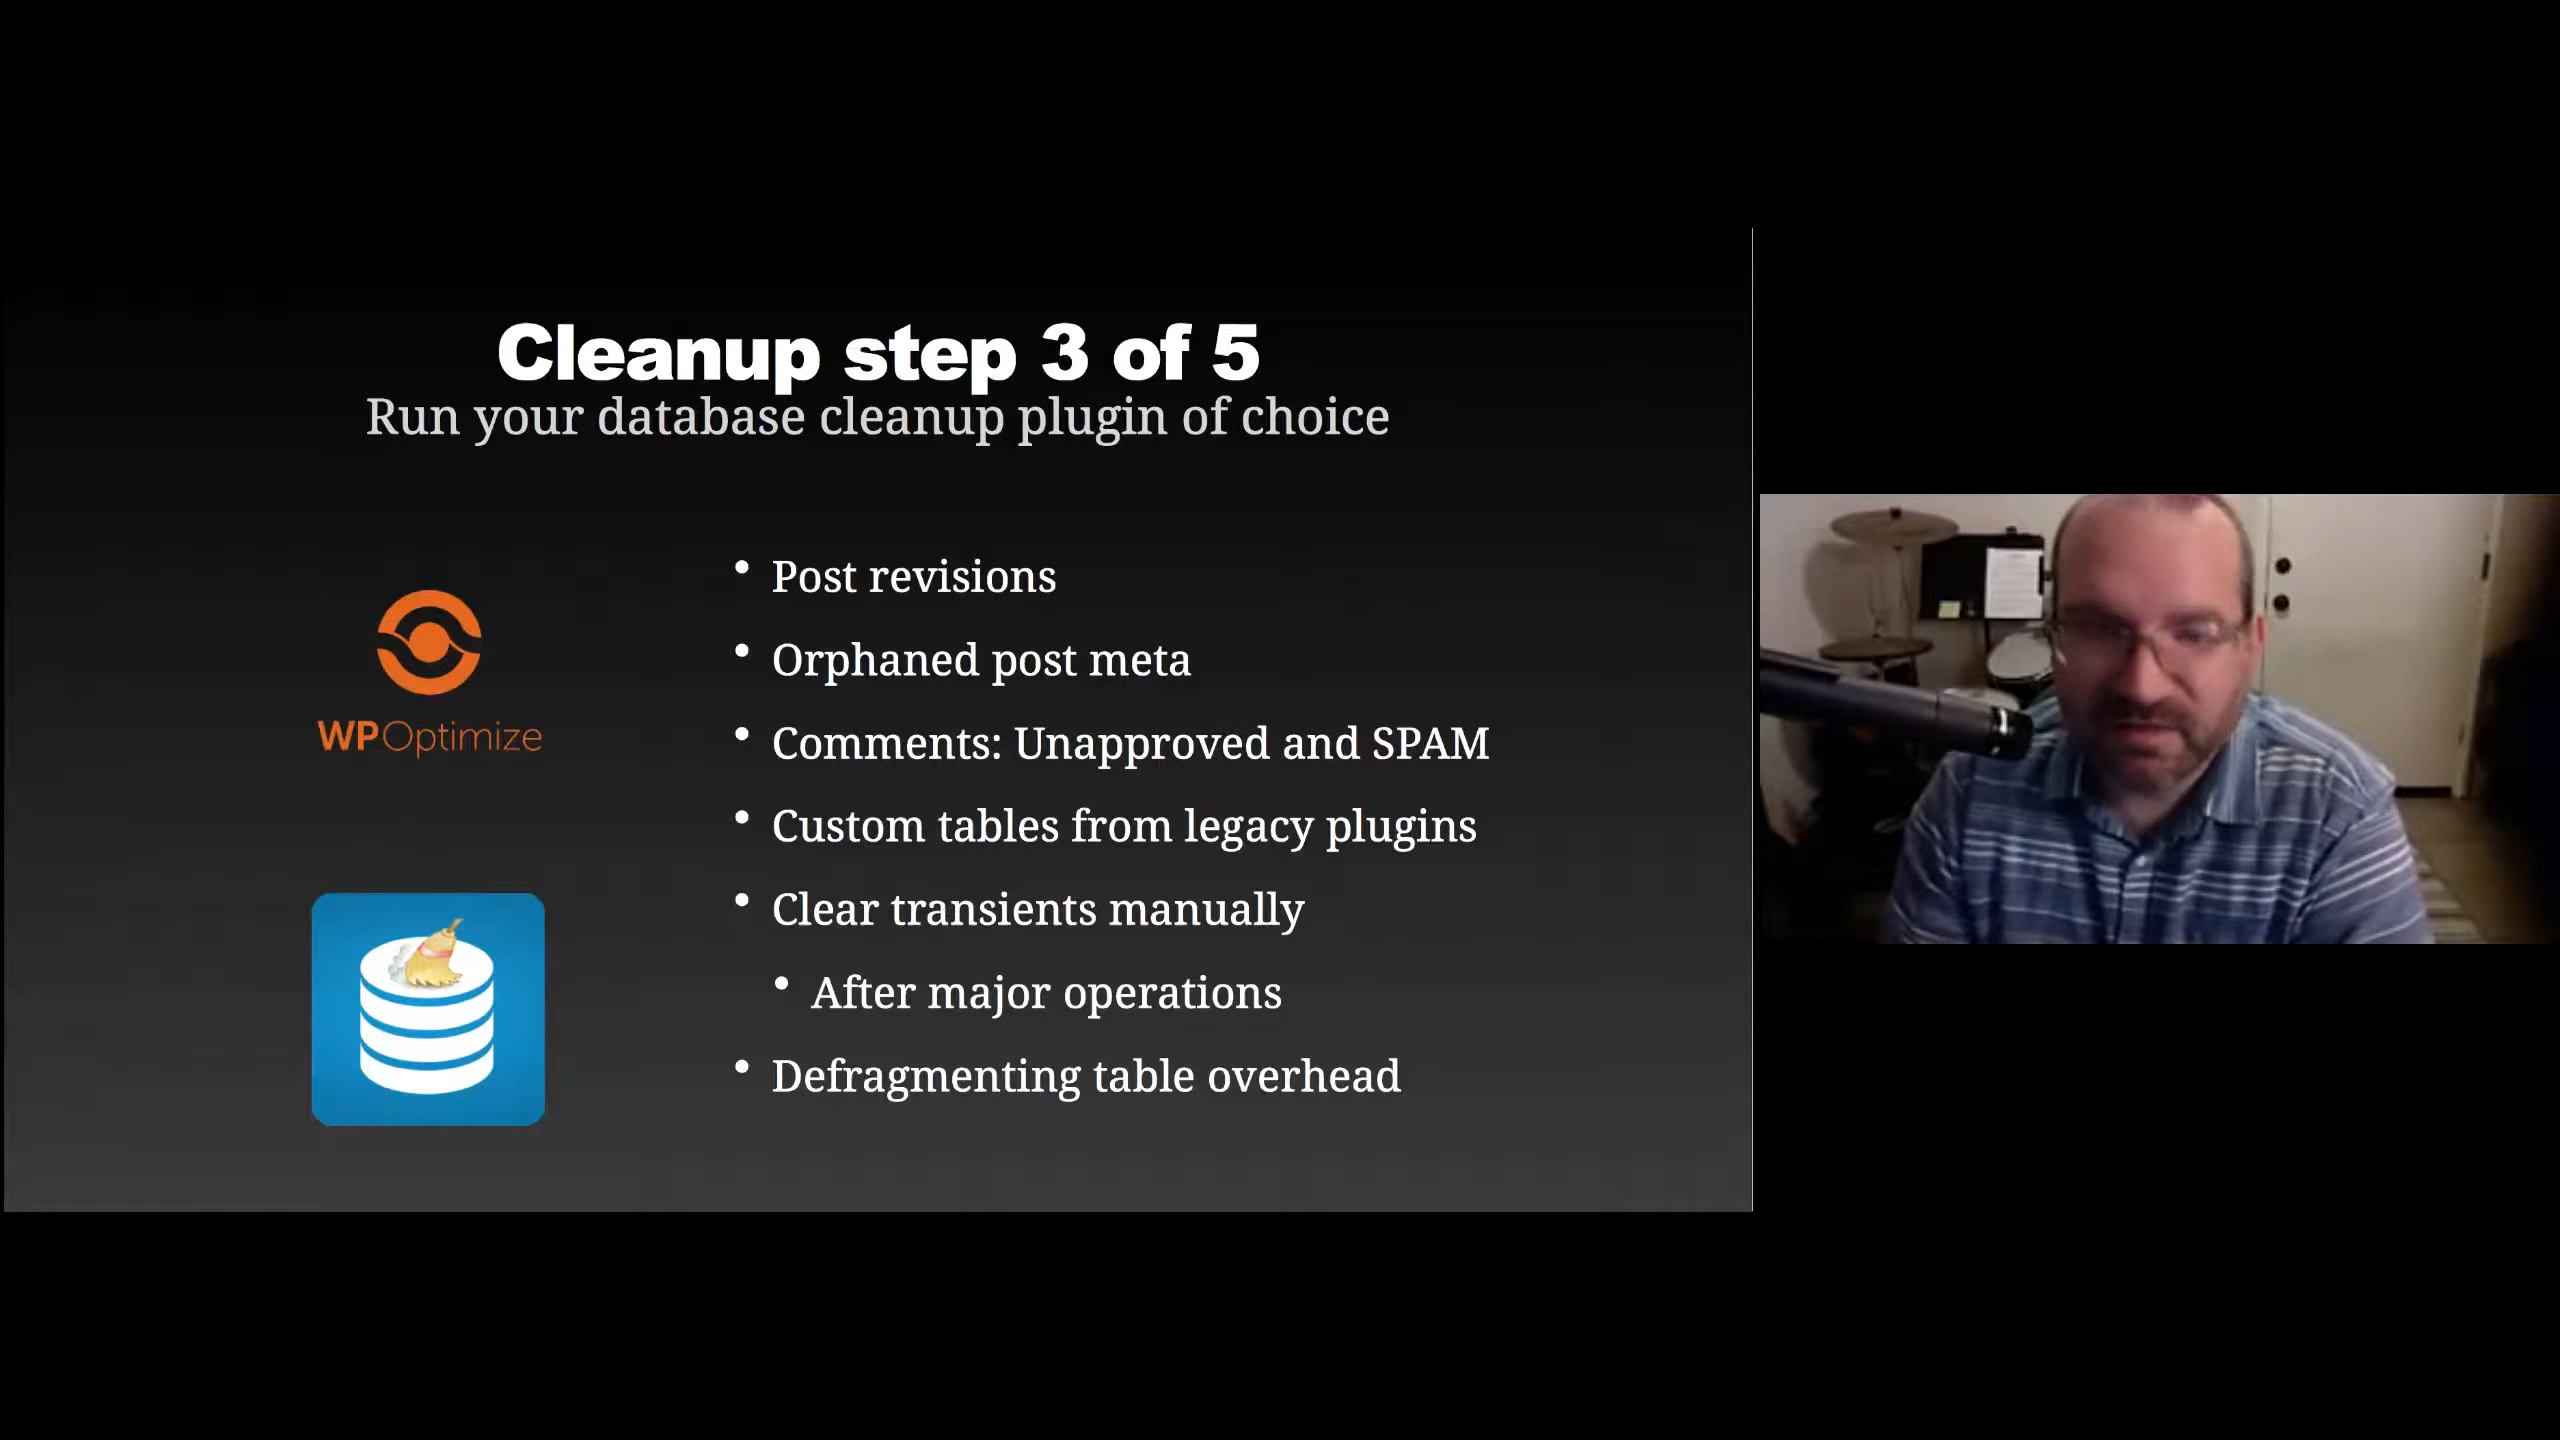 Cleanup step 3 of 5
Run your database cleanup plugin of choice
WPOptimize
Post revisions
Orphaned post meta
Comments: Unapproved and SPAM
Custom tables from legacy plugins
Clear transients manually
After major operations
Defragmenting table overhead